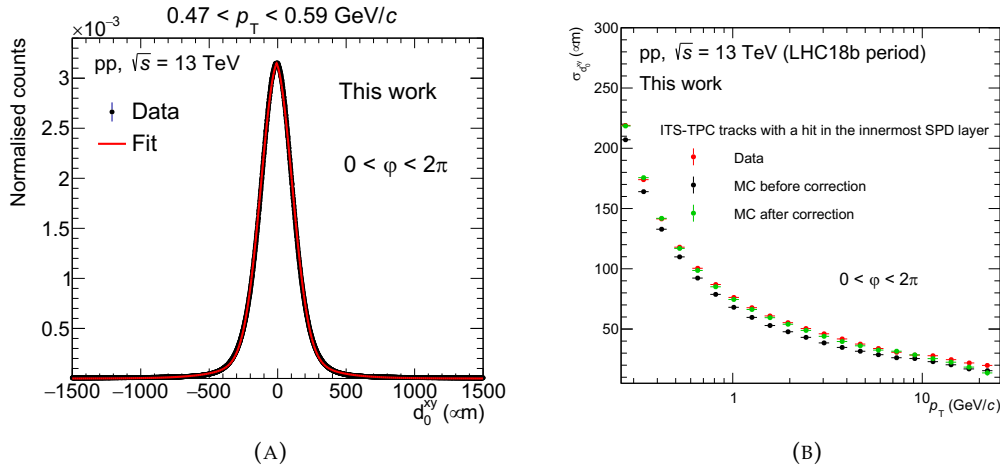 0.47 < p_T < 0.59 GeV/c
×10⁻³
Normalised counts
3
2.5
2
1.5
1
0.5
pp, √s = 13 TeV
This work
Data
Fit
0 < φ < 2π
−1500 −1000 −500 0 500 1000 1500
d₀^xy (∝m)
(A)
σ_d₀^xy (∝m)
300
250
200
150
100
50
pp, √s = 13 TeV (LHC18b period)
This work
ITS-TPC tracks with a hit in the innermost SPD layer
Data
MC before correction
MC after correction
0 < φ < 2π
1 10
p_T (GeV/c)
(B)